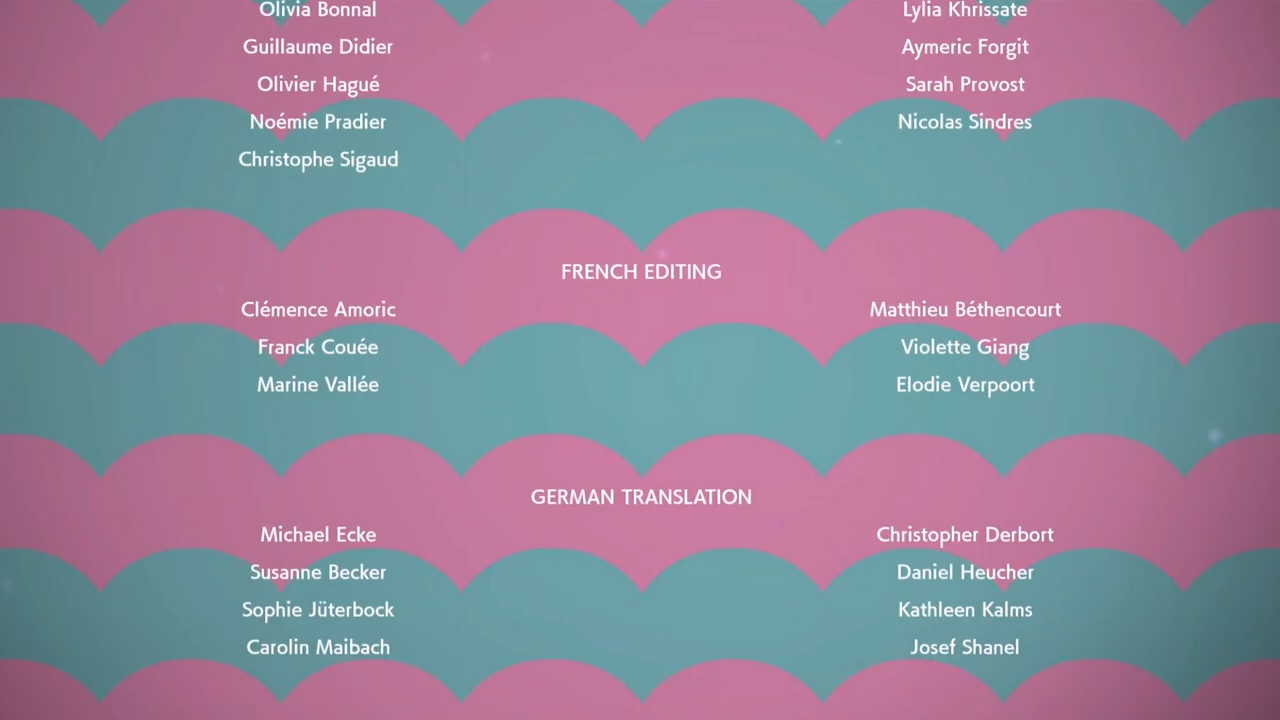 Olivia Bonnal Lylia Khrissate
Guillaume Didier Aymeric Forgit
Olivier Hagué Sarah Provost
Noémie Pradier Nicolas Sindres
Christophe Sigaud
FRENCH EDITING
Clémence Amoric Matthieu Béthencourt
Franck Couée Violette Giang
Marine Vallée Elodie Verpoort
GERMAN TRANSLATION
Michael Ecke Christopher Derbort
Susanne Becker Daniel Heucher
Sophie Jüterbock Kathleen Kalms
Carolin Maibach Josef Shanel